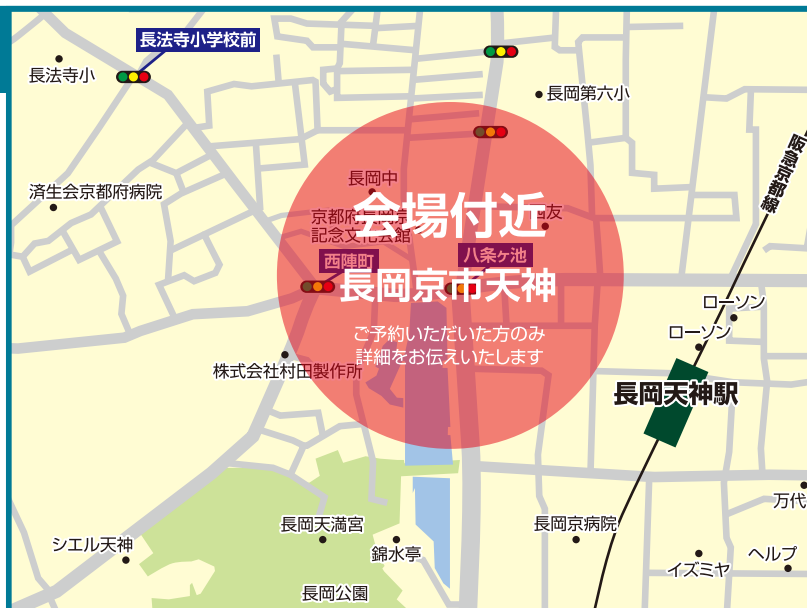 長法寺小学校前
長法寺小
長岡第六小
阪急京都線
長岡中
済生会京都府病院
会場付近
西友
京都府長岡京
記念文化会館
西陣町
八条ヶ池
長岡京市天神
ローソン
ローソン
ご予約いただいた方のみ
詳細をお伝えいたします
株式会社村田製作所
長岡天神駅
万代
長岡天満宮
長岡京病院
シエル天神
錦水亭
イズミヤ
ヘルプ
長岡公園